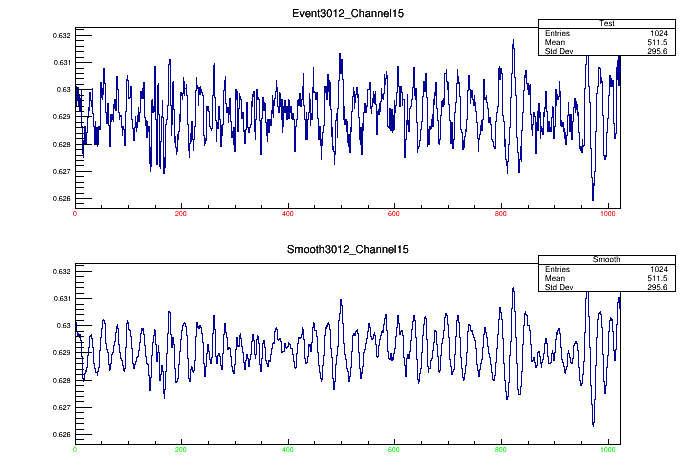 Event3012_Channel15
Test
Entries 1024
Mean 511.5
Std Dev 295.6
0.632
0.631
0.63
0.629
0.628
0.627
0.626
0 200 400 600 800 1000
Smooth3012_Channel15
Smooth
Entries 1024
Mean 511.5
Std Dev 295.6
0.632
0.631
0.63
0.629
0.628
0.627
0.626
0 200 400 600 800 1000